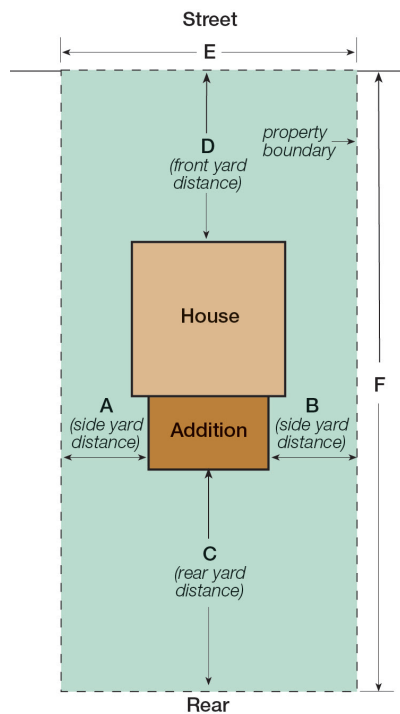 Street
E
property
boundary
D
(front yard
distance)
House
F
A
(side yard
distance)
B
(side yard
distance)
Addition
C
(rear yard
distance)
Rear